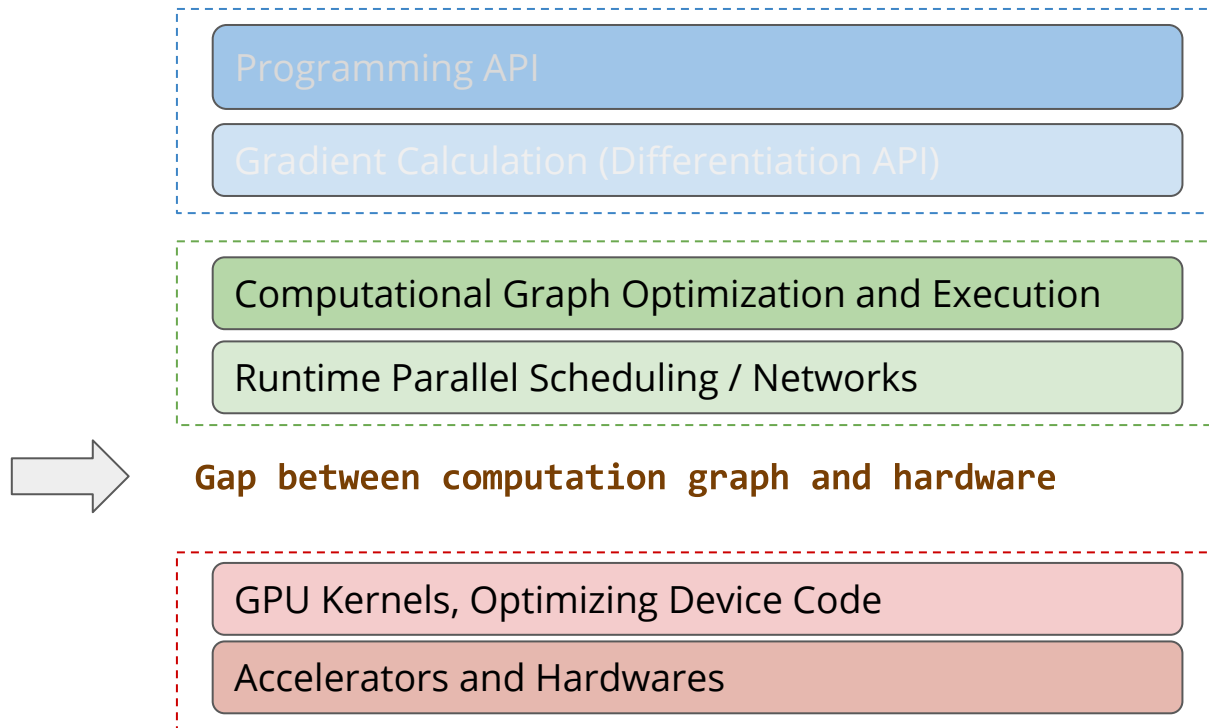 Programming API
Gradient Calculation (Differentiation API)
Computational Graph Optimization and Execution
Runtime Parallel Scheduling / Networks
Gap between computation graph and hardware
GPU Kernels, Optimizing Device Code
Accelerators and Hardwares